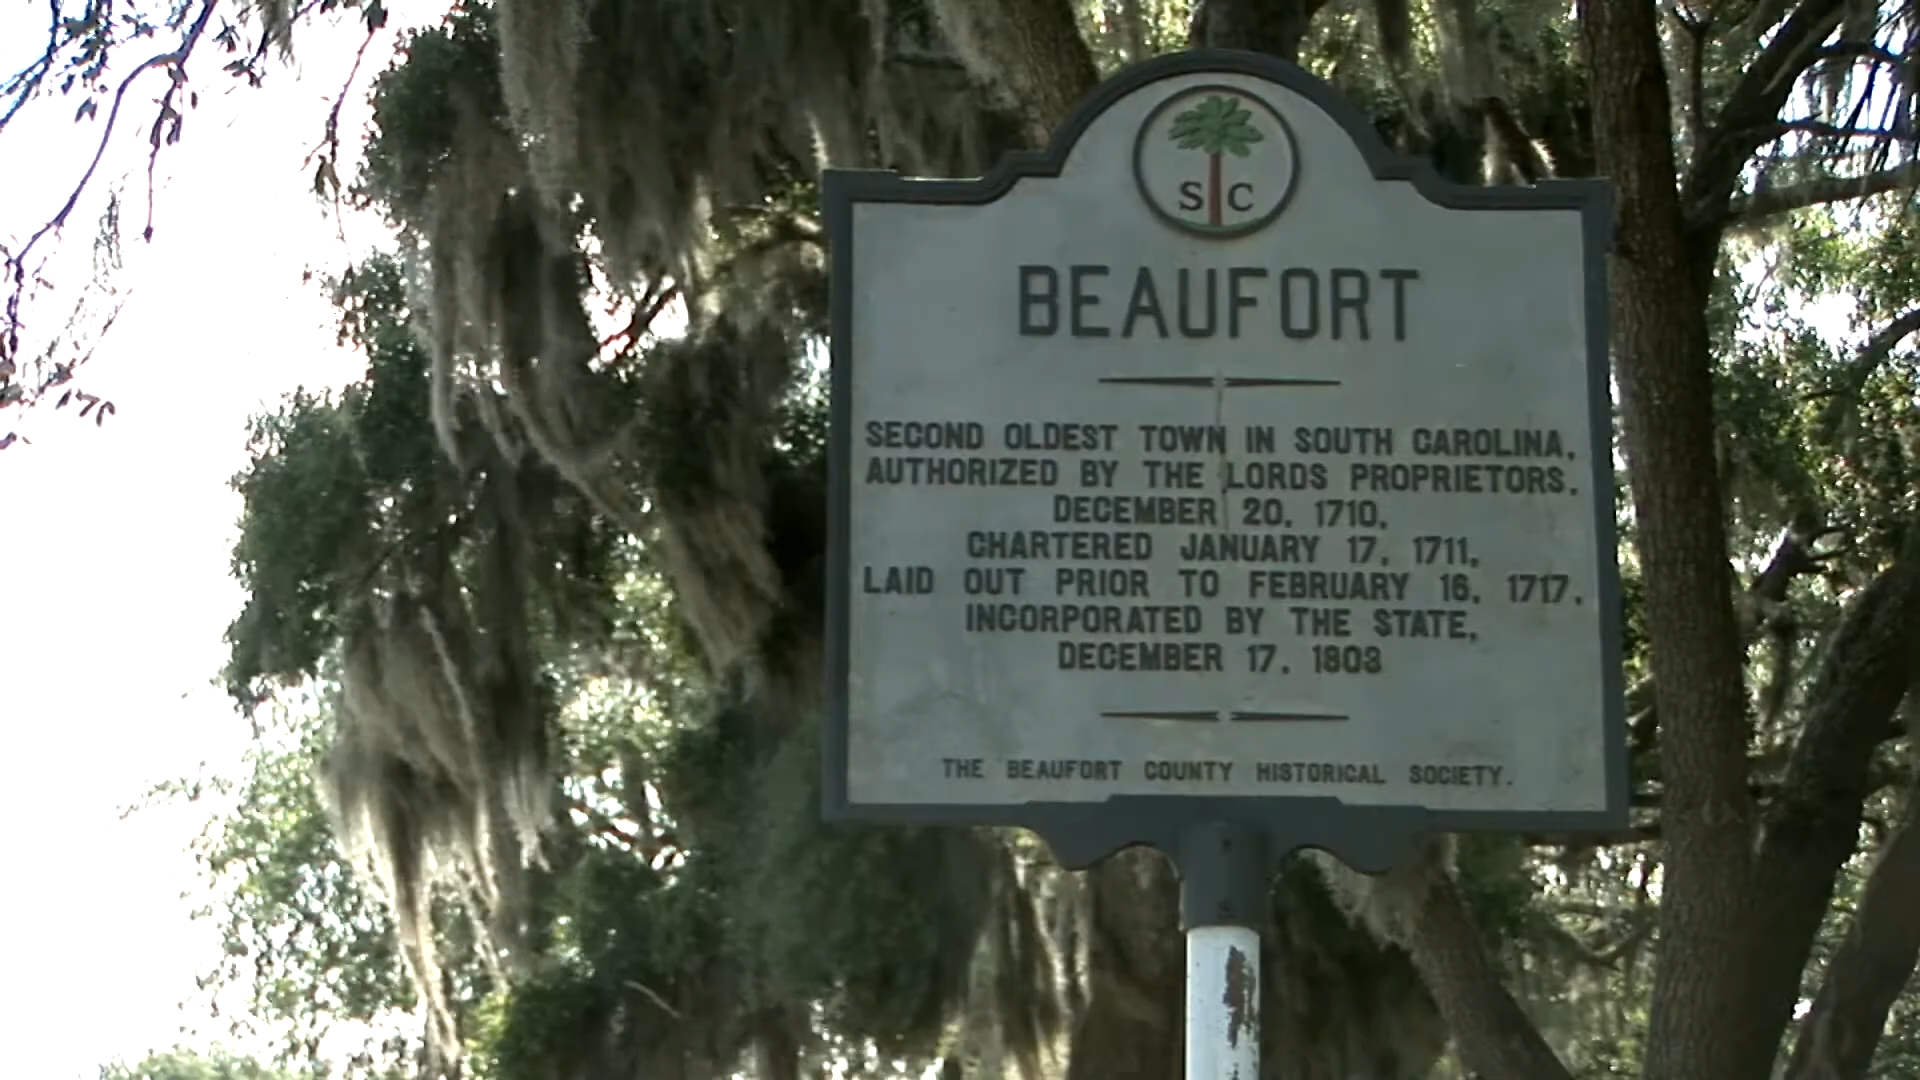 S C
BEAUFORT
SECOND OLDEST TOWN IN SOUTH CAROLINA,
AUTHORIZED BY THE LORDS PROPRIETORS,
DECEMBER 20, 1710,
CHARTERED JANUARY 17, 1711,
LAID OUT PRIOR TO FEBRUARY 16, 1717,
INCORPORATED BY THE STATE,
DECEMBER 17, 1803
THE BEAUFORT COUNTY HISTORICAL SOCIETY.